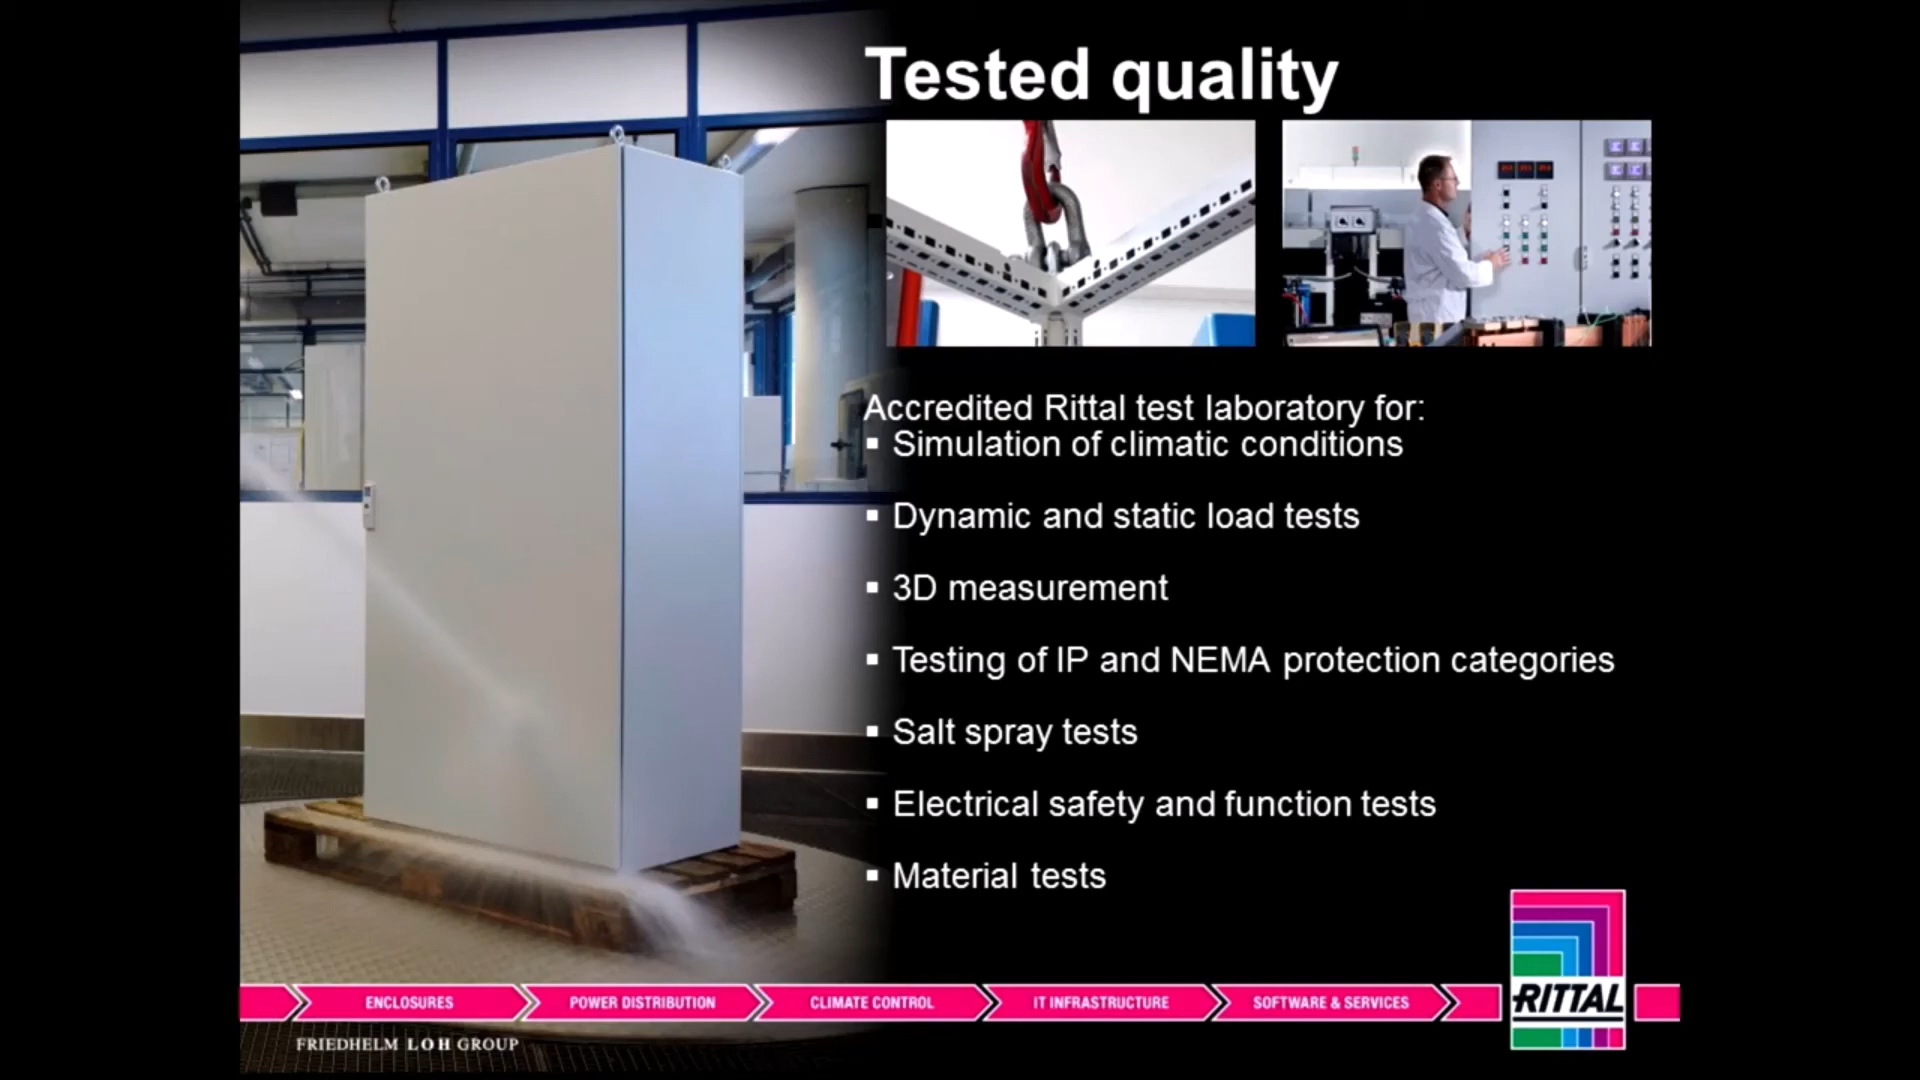 Tested quality
Accredited Rittal test laboratory for:
▪ Simulation of climatic conditions
▪ Dynamic and static load tests
▪ 3D measurement
▪ Testing of IP and NEMA protection categories
▪ Salt spray tests
▪ Electrical safety and function tests
▪ Material tests
ENCLOSURES
POWER DISTRIBUTION
CLIMATE CONTROL
IT INFRASTRUCTURE
SOFTWARE & SERVICES
RITTAL
FRIEDHELM LOH GROUP